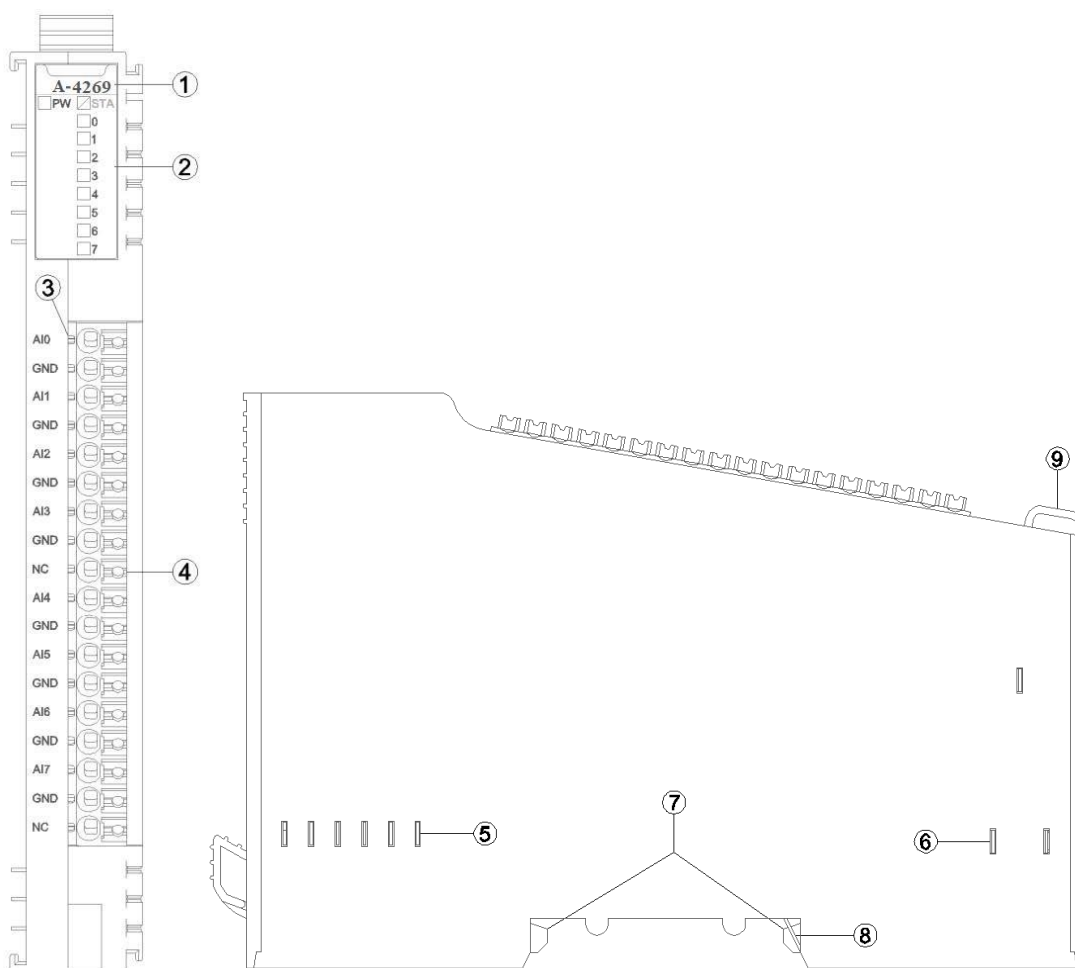 A-4269
①
PW STA
0
1
2
②
3
4
5
6
7
③
AI0
GND
AI1
GND
AI2
GND
AI3
GND
NC
④
AI4
GND
AI5
GND
AI6
GND
AI7
GND
NC
⑨
⑦
⑤
⑥
⑧